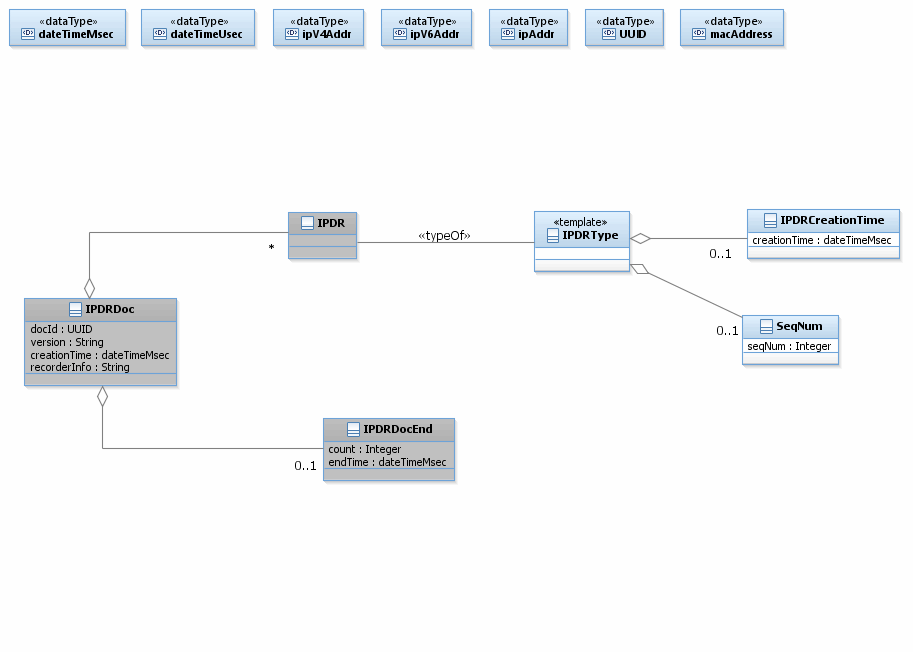 «dataType» «dataType» «dataType» «dataType» «dataType» «dataType» «dataType»
dateTimeMsec dateTimeUsec ipV4Addr ipV6Addr ipAddr UUID macAddress
IPDR
*
«typeOf»
«template»
IPDRType
IPDRCreationTime
creationTime : dateTimeMsec
0..1
IPDRDoc
docId : UUID
version : String
creationTime : dateTimeMsec
recorderInfo : String
0..1
SeqNum
seqNum : Integer
IPDRDocEnd
count : Integer
endTime : dateTimeMsec
0..1